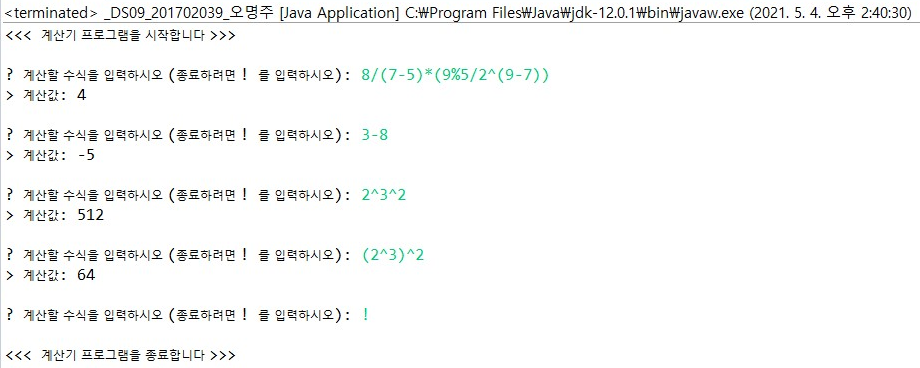 <terminated> _DS09_201702039_오명주 [Java Application] C:₩Program Files₩Java₩jdk-12.0.1₩bin₩javaw.exe (2021. 5. 4. 오후 2:40:30)
<<< 계산기 프로그램을 시작합니다 >>>
? 계산할 수식을 입력하시오 (종료하려면 ! 를 입력하시오): 8/(7-5)*(9%5/2^(9-7))
> 계산값: 4
? 계산할 수식을 입력하시오 (종료하려면 ! 를 입력하시오): 3-8
> 계산값: -5
? 계산할 수식을 입력하시오 (종료하려면 ! 를 입력하시오): 2^3^2
> 계산값: 512
? 계산할 수식을 입력하시오 (종료하려면 ! 를 입력하시오): (2^3)^2
> 계산값: 64
? 계산할 수식을 입력하시오 (종료하려면 ! 를 입력하시오): !
<<< 계산기 프로그램을 종료합니다 >>>